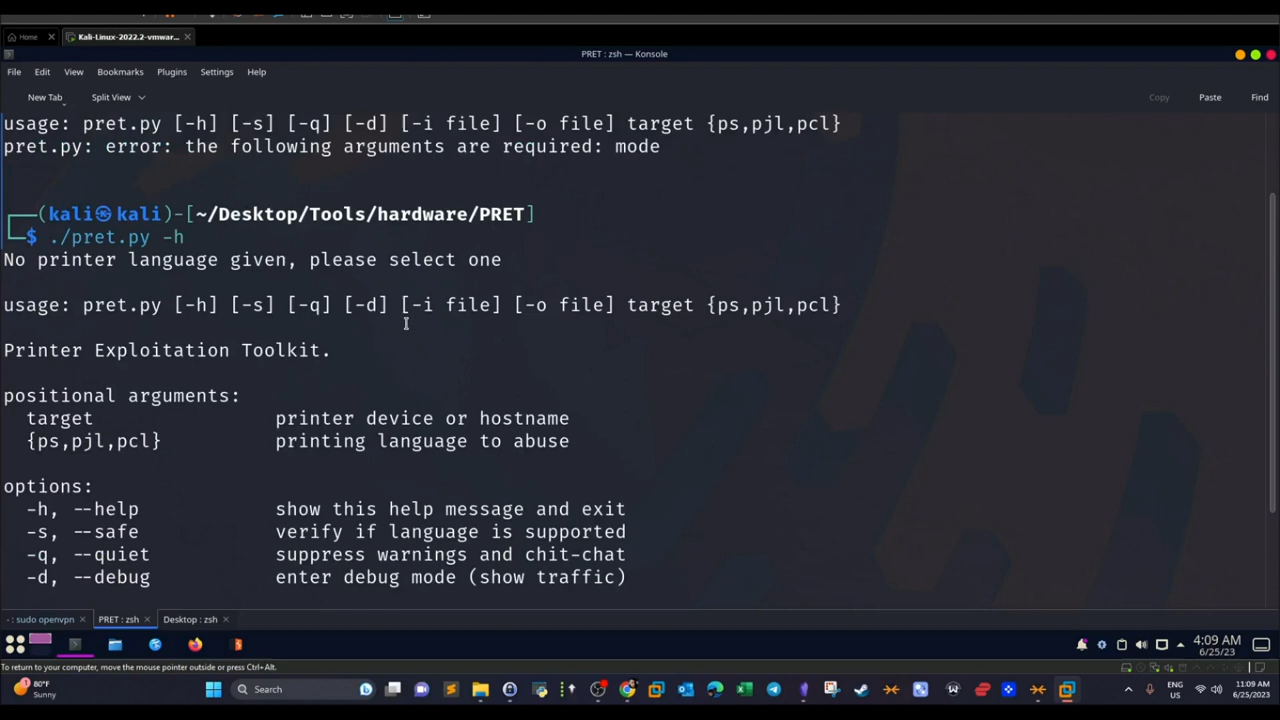 Home
Kali-Linux-2022.2-vmwar...
PRET : zsh — Konsole
File Edit View Bookmarks Plugins Settings Help
New Tab Split View Copy Paste Find
usage: pret.py [-h] [-s] [-q] [-d] [-i file] [-o file] target {ps,pjl,pcl}
pret.py: error: the following arguments are required: mode
(kali㉿kali)-[~/Desktop/Tools/hardware/PRET]
$ ./pret.py -h
No printer language given, please select one
usage: pret.py [-h] [-s] [-q] [-d] [-i file] [-o file] target {ps,pjl,pcl}
Printer Exploitation Toolkit.
positional arguments:
target printer device or hostname
{ps,pjl,pcl} printing language to abuse
options:
-h, --help show this help message and exit
-s, --safe verify if language is supported
-q, --quiet suppress warnings and chit-chat
-d, --debug enter debug mode (show traffic)
- : sudo openvpn PRET : zsh Desktop : zsh
4:09 AM
6/25/23
To return to your computer, move the mouse pointer outside or press Ctrl+Alt.
80°F
Sunny
Search
ENG
US
11:09 AM
6/25/2023